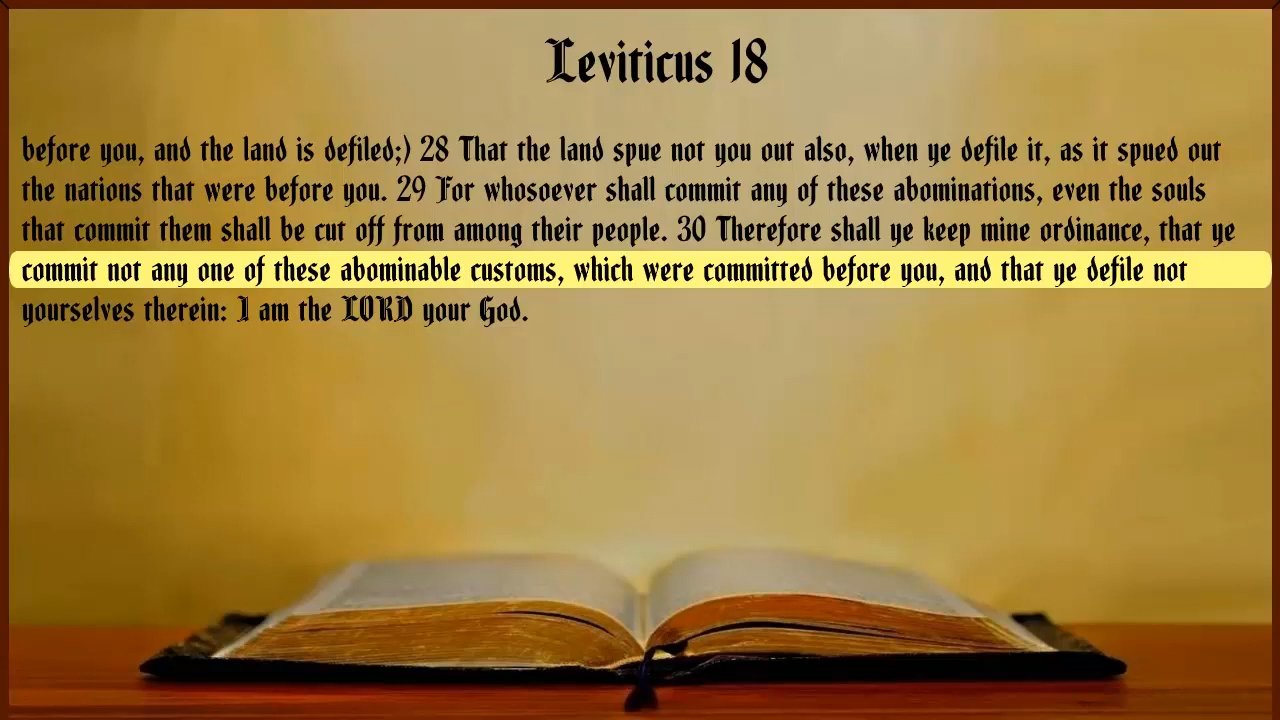 Leviticus 18
before you, and the land is defiled;) 28 That the land spue not you out also, when ye defile it, as it spued out
the nations that were before you. 29 For whosoever shall commit any of these abominations, even the souls
that commit them shall be cut off from among their people. 30 Therefore shall ye keep mine ordinance, that ye
commit not any one of these abominable customs, which were committed before you, and that ye defile not
yourselves therein: I am the LORD your God.